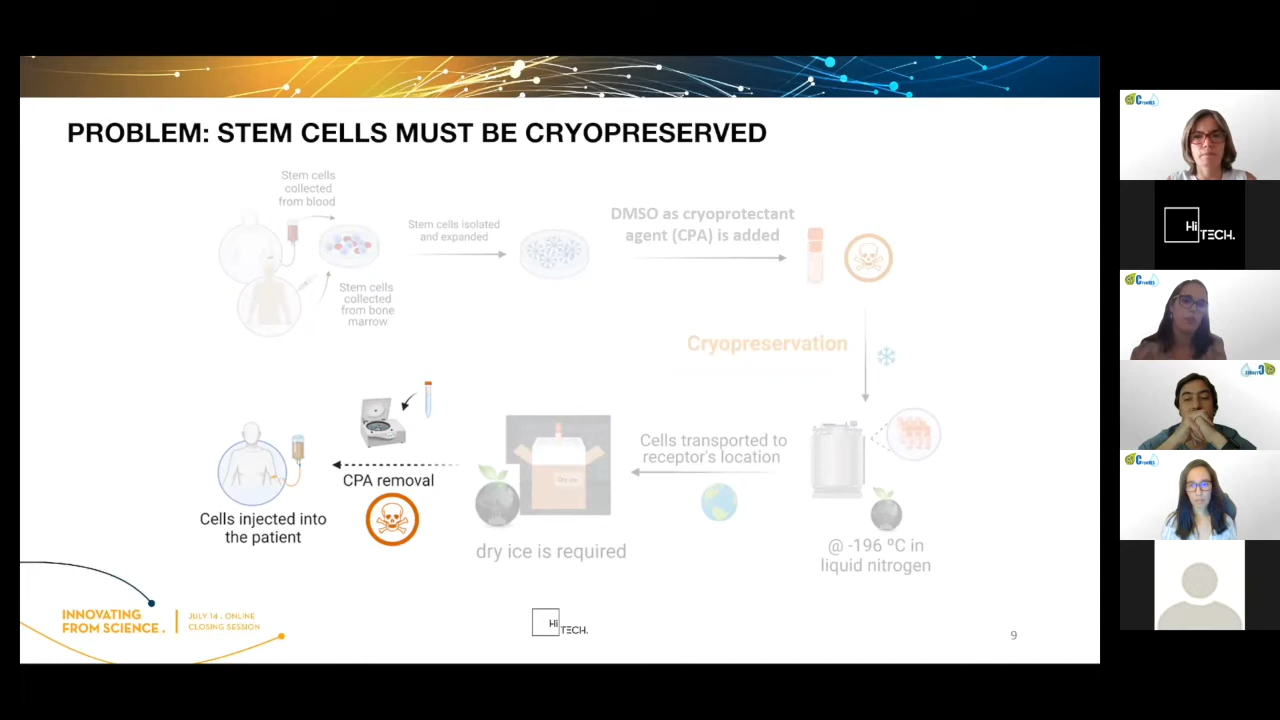 PROBLEM: STEM CELLS MUST BE CRYOPRESERVED
Stem cells
collected
from blood
Stem cells isolated
and expanded
DMSO as cryoprotectant
agent (CPA) is added
Stem cells
collected
from bone
marrow
Cryopreservation
Cells transported to
receptor's location
CPA removal
Cells injected into
the patient
Dry ice
dry ice is required
@ -196 ºC in
liquid nitrogen
INNOVATING
FROM SCIENCE.
JULY 14 . ONLINE
CLOSING SESSION
Hi
TECH.
9
Hi
TECH.